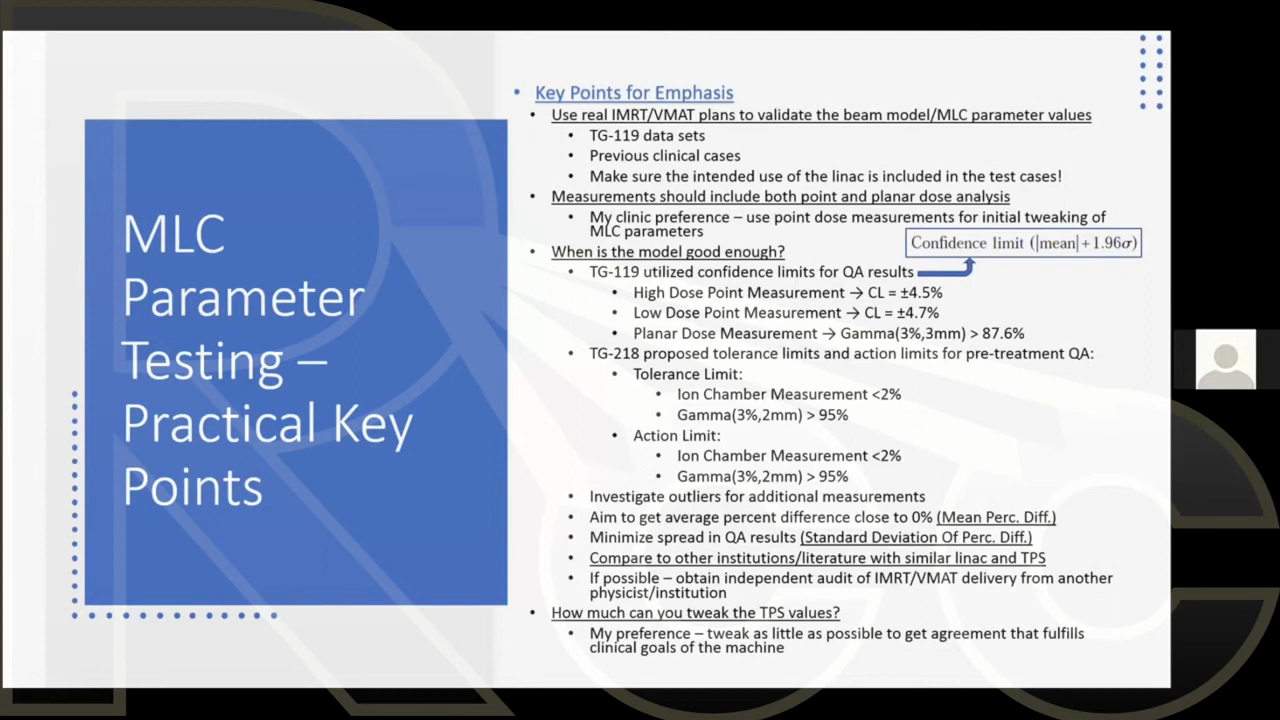 MLC
Parameter
Testing –
Practical Key
Points
• Key Points for Emphasis
• Use real IMRT/VMAT plans to validate the beam model/MLC parameter values
• TG-119 data sets
• Previous clinical cases
• Make sure the intended use of the linac is included in the test cases!
• Measurements should include both point and planar dose analysis
• My clinic preference – use point dose measurements for initial tweaking of
MLC parameters
• When is the model good enough?
Confidence limit (|mean|+1.96σ)
• TG-119 utilized confidence limits for QA results
• High Dose Point Measurement → CL = ±4.5%
• Low Dose Point Measurement → CL = ±4.7%
• Planar Dose Measurement → Gamma(3%,3mm) > 87.6%
• TG-218 proposed tolerance limits and action limits for pre-treatment QA:
• Tolerance Limit:
• Ion Chamber Measurement <2%
• Gamma(3%,2mm) > 95%
• Action Limit:
• Ion Chamber Measurement <2%
• Gamma(3%,2mm) > 95%
• Investigate outliers for additional measurements
• Aim to get average percent difference close to 0% (Mean Perc. Diff.)
• Minimize spread in QA results (Standard Deviation Of Perc. Diff.)
• Compare to other institutions/literature with similar linac and TPS
• If possible – obtain independent audit of IMRT/VMAT delivery from another
physicist/institution
• How much can you tweak the TPS values?
• My preference – tweak as little as possible to get agreement that fulfills
clinical goals of the machine